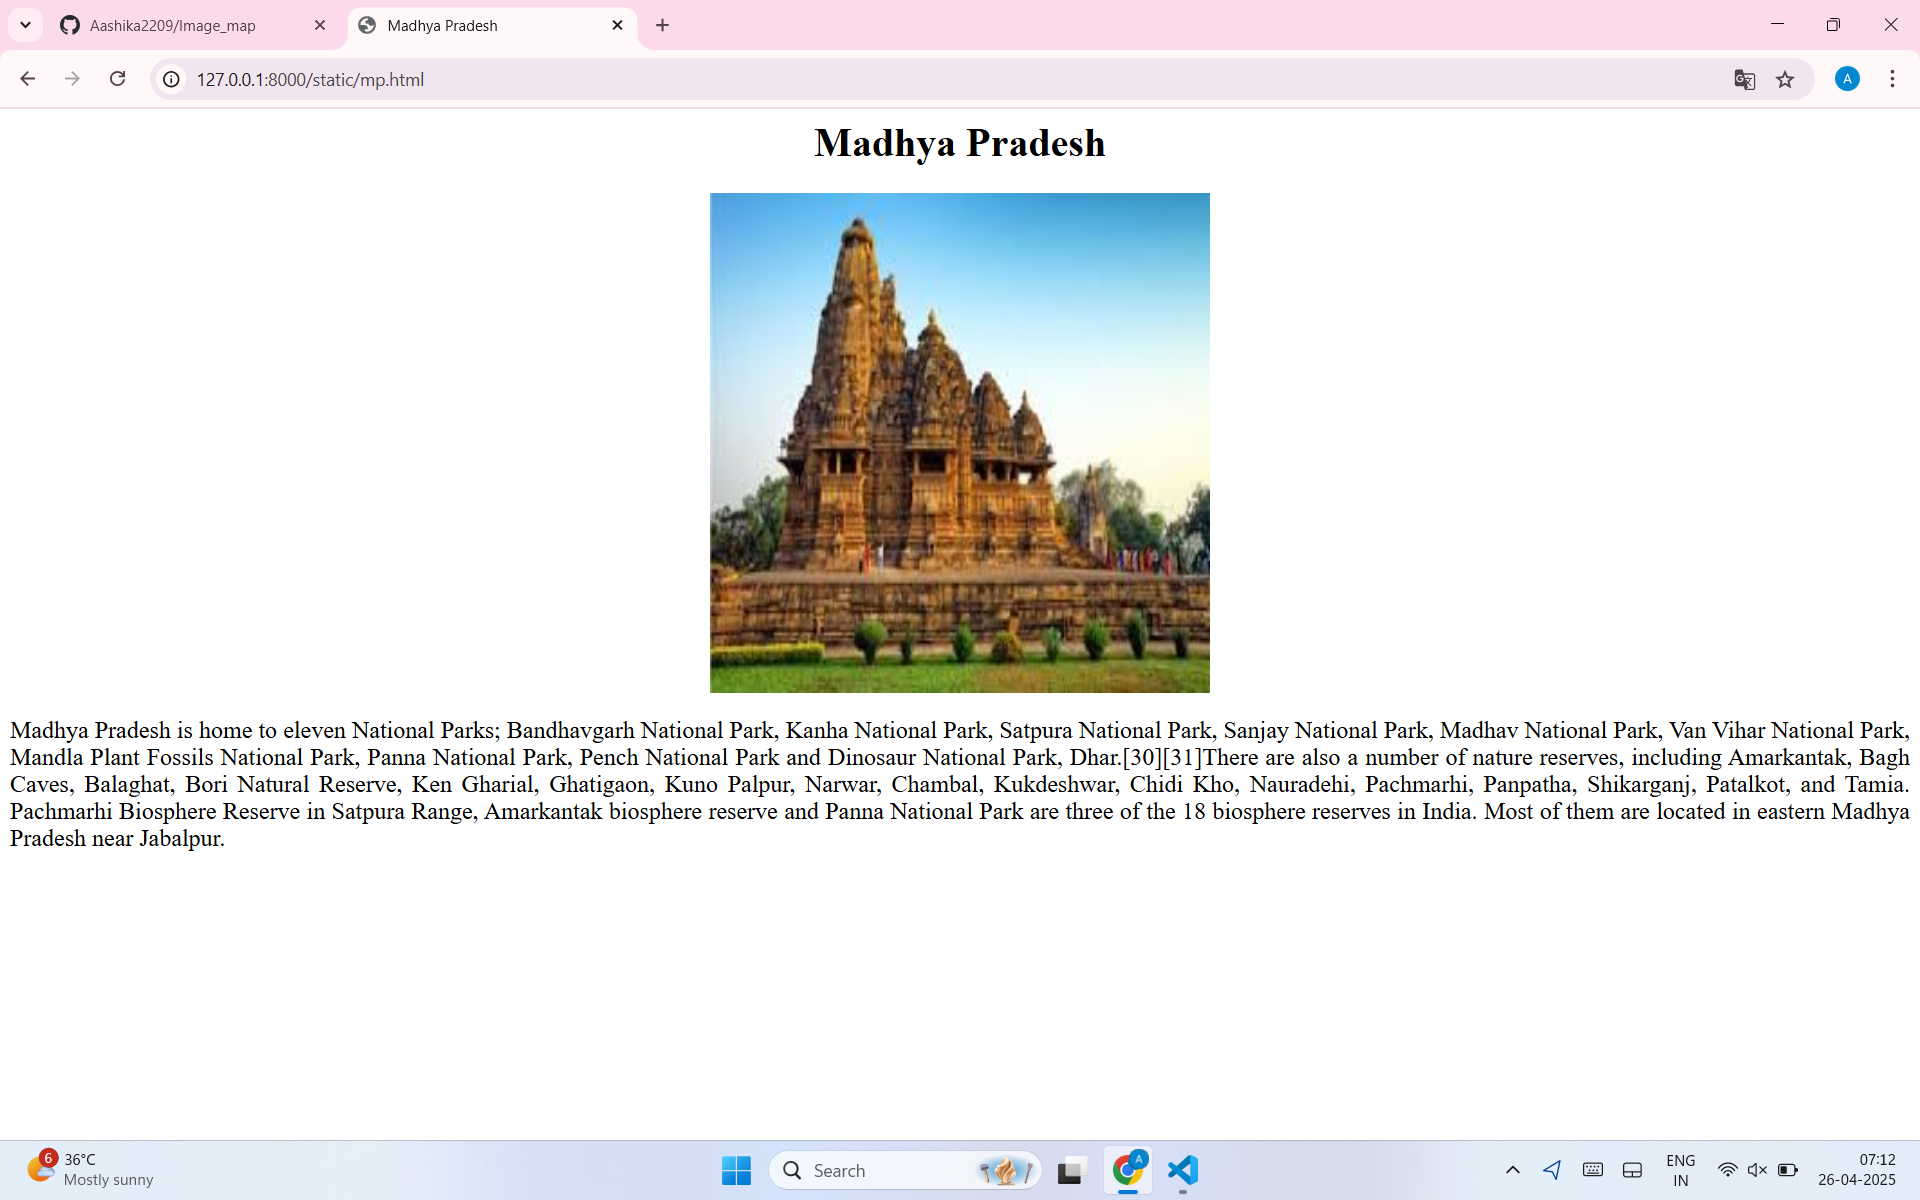 Aashika2209/Image_map
Madhya Pradesh
127.0.0.1:8000/static/mp.html
A
Madhya Pradesh
Madhya Pradesh is home to eleven National Parks; Bandhavgarh National Park, Kanha National Park, Satpura National Park, Sanjay National Park, Madhav National Park, Van Vihar National Park,
Mandla Plant Fossils National Park, Panna National Park, Pench National Park and Dinosaur National Park, Dhar.[30][31]There are also a number of nature reserves, including Amarkantak, Bagh
Caves, Balaghat, Bori Natural Reserve, Ken Gharial, Ghatigaon, Kuno Palpur, Narwar, Chambal, Kukdeshwar, Chidi Kho, Nauradehi, Pachmarhi, Panpatha, Shikarganj, Patalkot, and Tamia.
Pachmarhi Biosphere Reserve in Satpura Range, Amarkantak biosphere reserve and Panna National Park are three of the 18 biosphere reserves in India. Most of them are located in eastern Madhya
Pradesh near Jabalpur.
6
36°C
Mostly sunny
Search
A
ENG
IN
07:12
26-04-2025